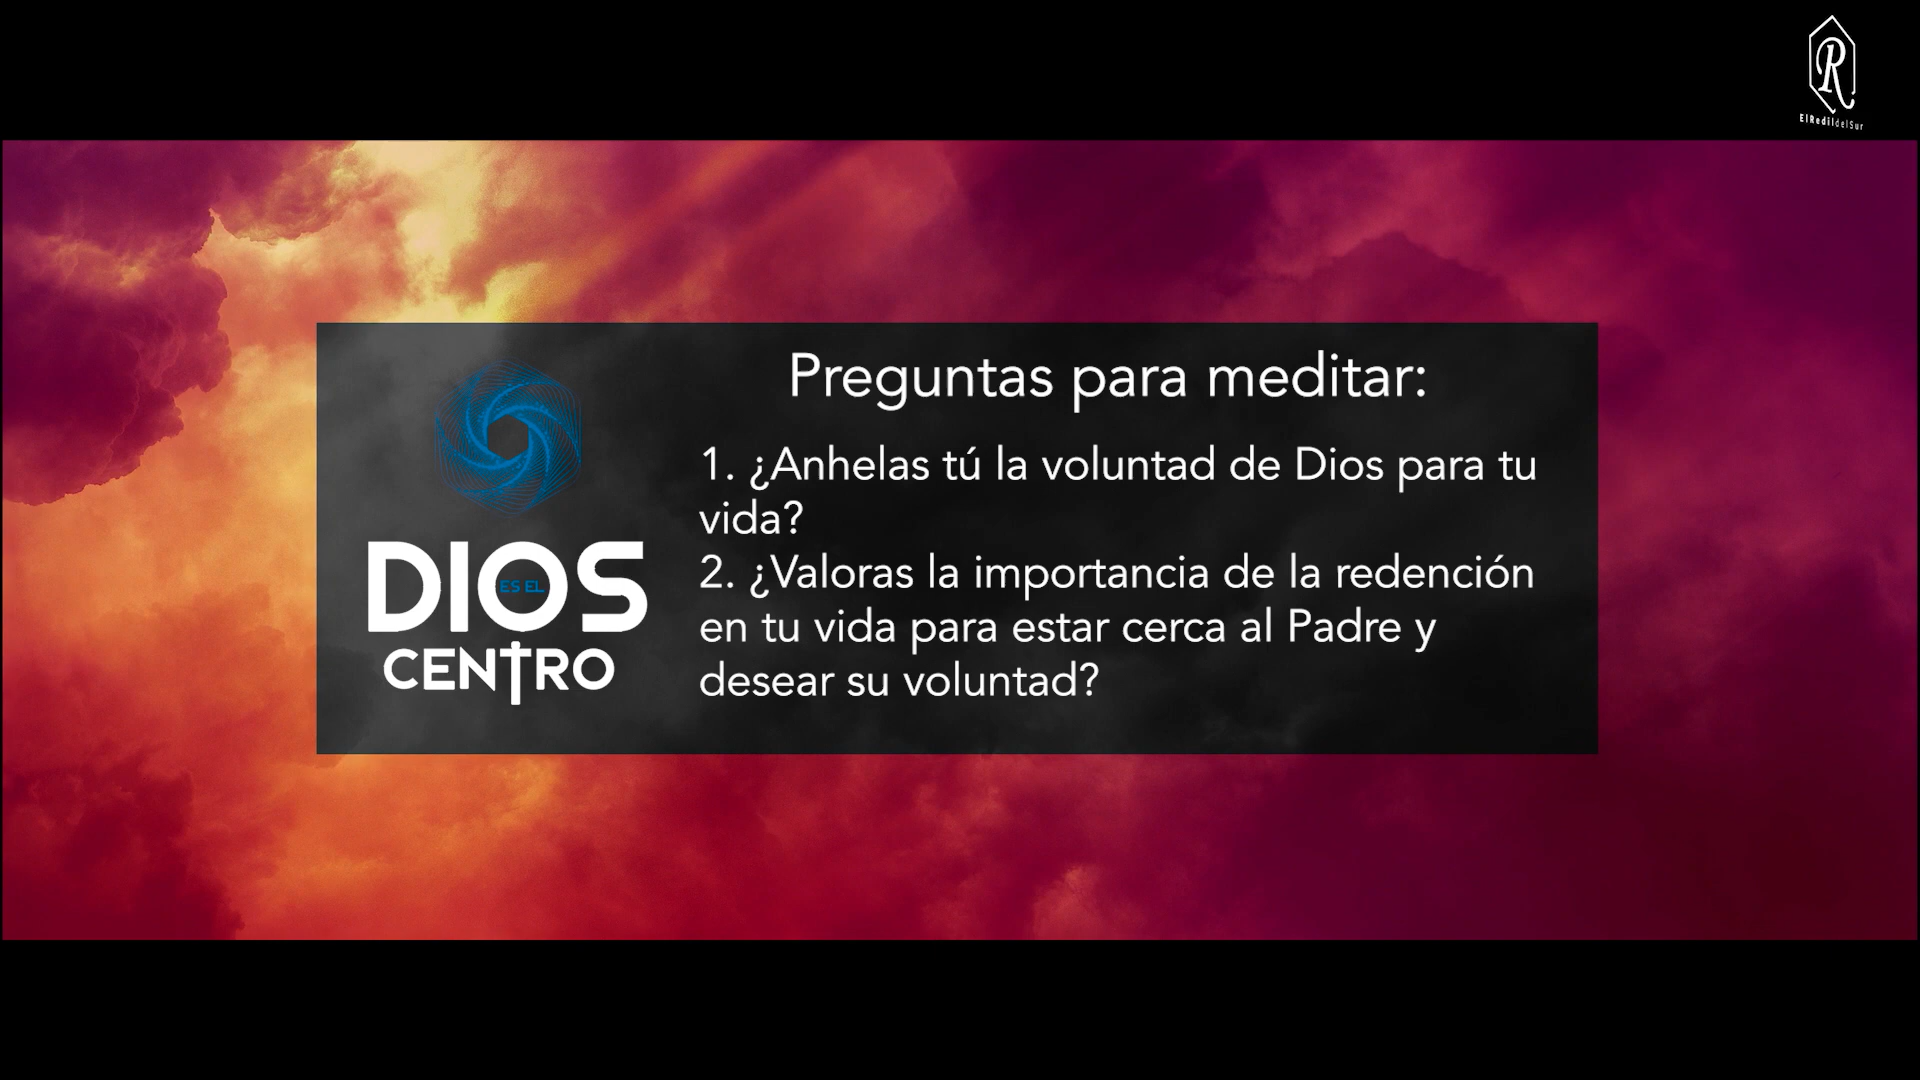 ElRedildelSur
Preguntas para meditar:
1. ¿Anhelas tú la voluntad de Dios para tu
vida?
2. ¿Valoras la importancia de la redención
en tu vida para estar cerca al Padre y
desear su voluntad?
DIOS
ES EL
CENTRO